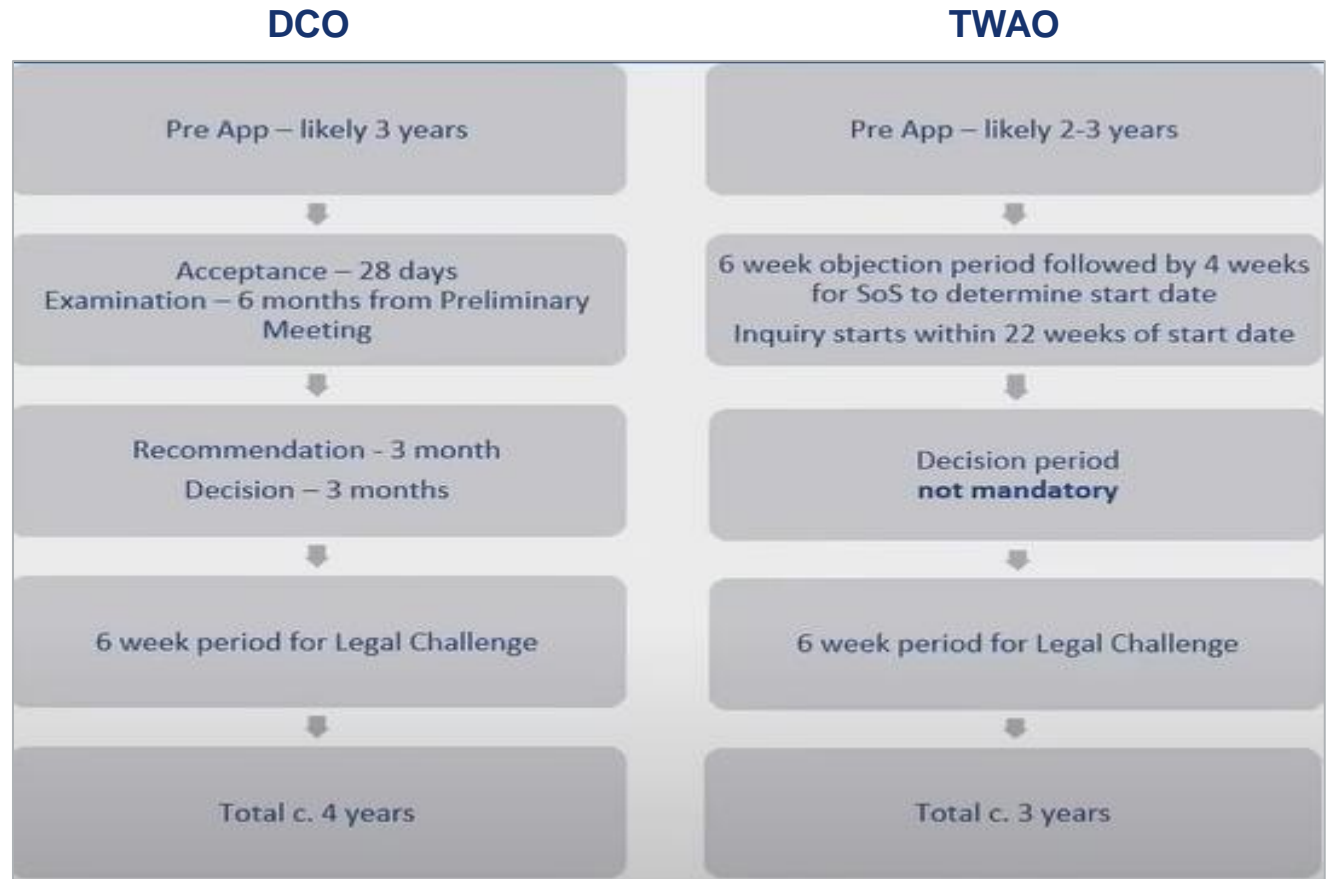 DCO
TWAO
Pre App – likely 3 years
Acceptance – 28 days
Examination – 6 months from Preliminary
Meeting
Recommendation - 3 month
Decision – 3 months
6 week period for Legal Challenge
Total c. 4 years
Pre App – likely 2-3 years
6 week objection period followed by 4 weeks
for SoS to determine start date
Inquiry starts within 22 weeks of start date
Decision period
not mandatory
6 week period for Legal Challenge
Total c. 3 years